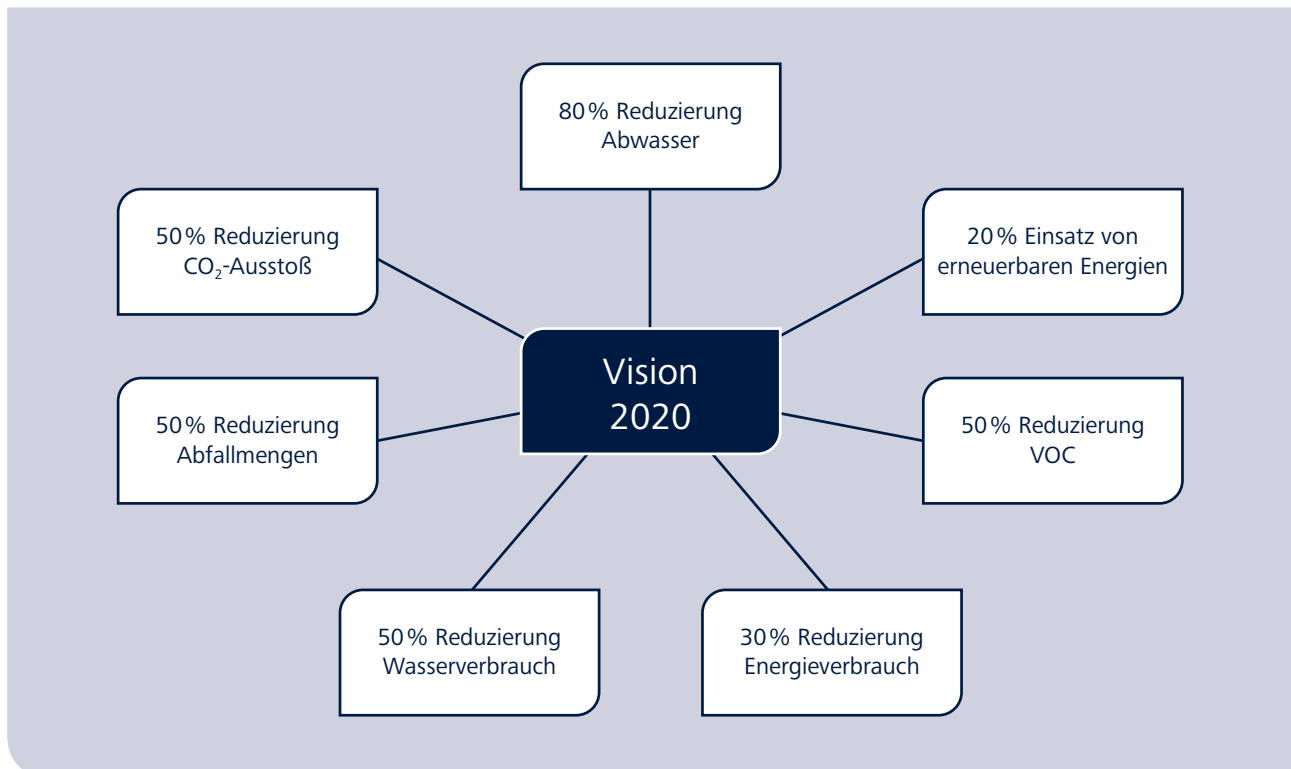 80% Reduzierung
Abwasser
50% Reduzierung
CO₂-Ausstoß
20% Einsatz von
erneuerbaren Energien
Vision
2020
50% Reduzierung
Abfallmengen
50% Reduzierung
VOC
50% Reduzierung
Wasserverbrauch
30% Reduzierung
Energieverbrauch